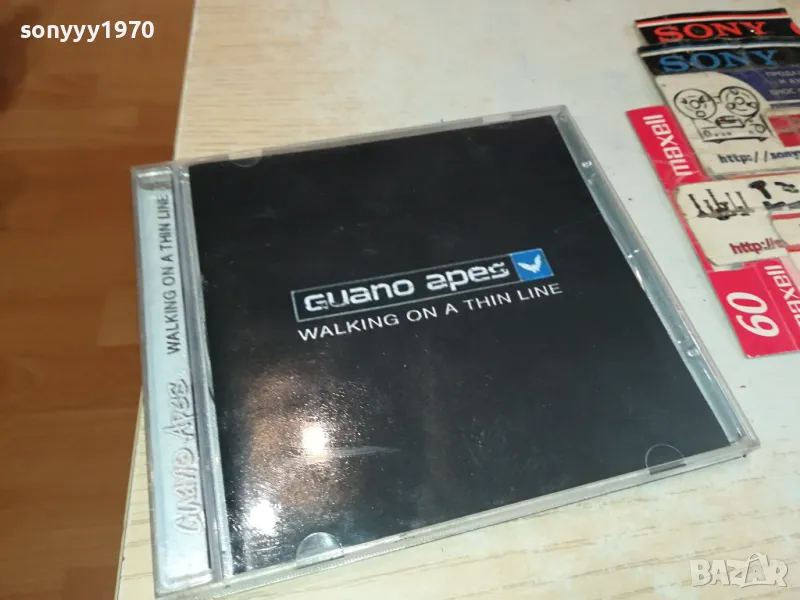 sonyyy1970
SONY
SONY
maxell
http://sony
http://s
60
maxell
Guano Apes
WALKING ON A THIN LINE
Guano Apes
WALKING ON A THIN LINE
BAZAR